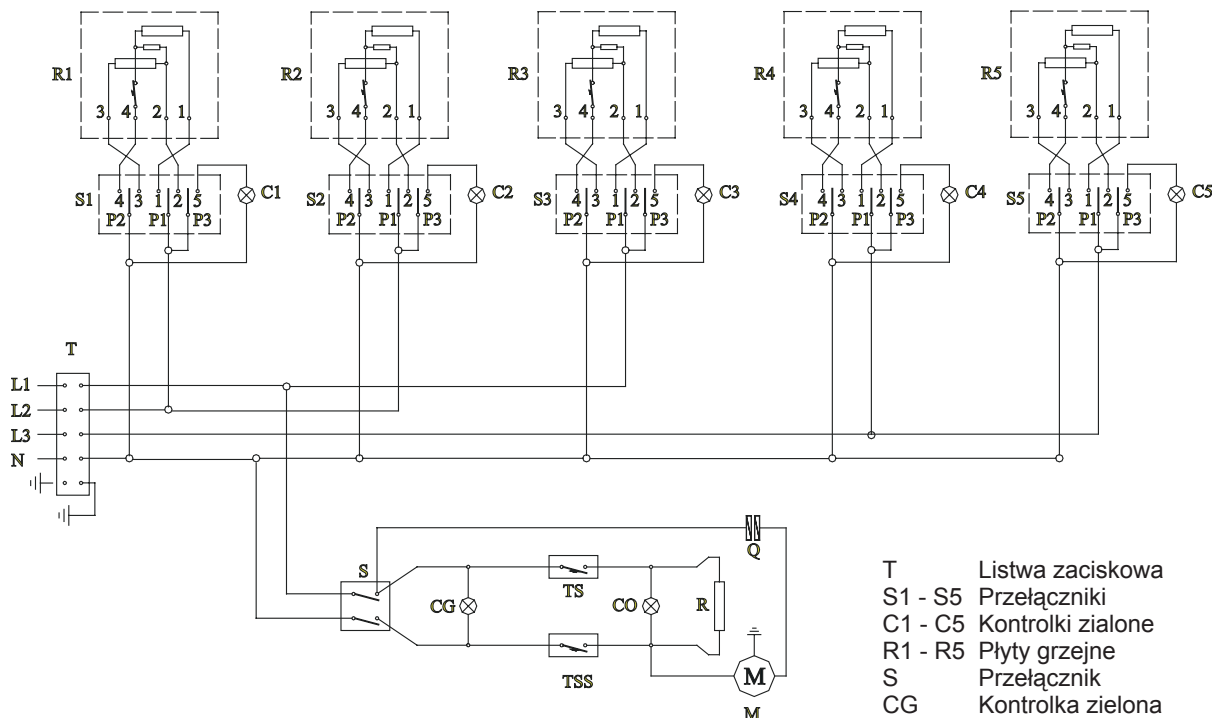 R1 R2 R3 R4 R5
3 4 2 1 3 4 2 1 3 4 2 1 3 4 2 1 3 4 2 1
S1 4 3 1 2 5 C1 S2 4 3 1 2 5 C2 S3 4 3 1 2 5 C3 S4 4 3 1 2 5 C4 S5 4 3 1 2 5 C5
P2 P1 P3 P2 P1 P3 P2 P1 P3 P2 P1 P3 P2 P1 P3
T
L1
L2
L3
N
Q
S
TS
CG CO R
TSS
M
M
T Listwa zaciskowa
S1 - S5 Przełączniki
C1 - C5 Kontrolki zialone
R1 - R5 Płyty grzejne
S Przełącznik
CG Kontrolka zielona